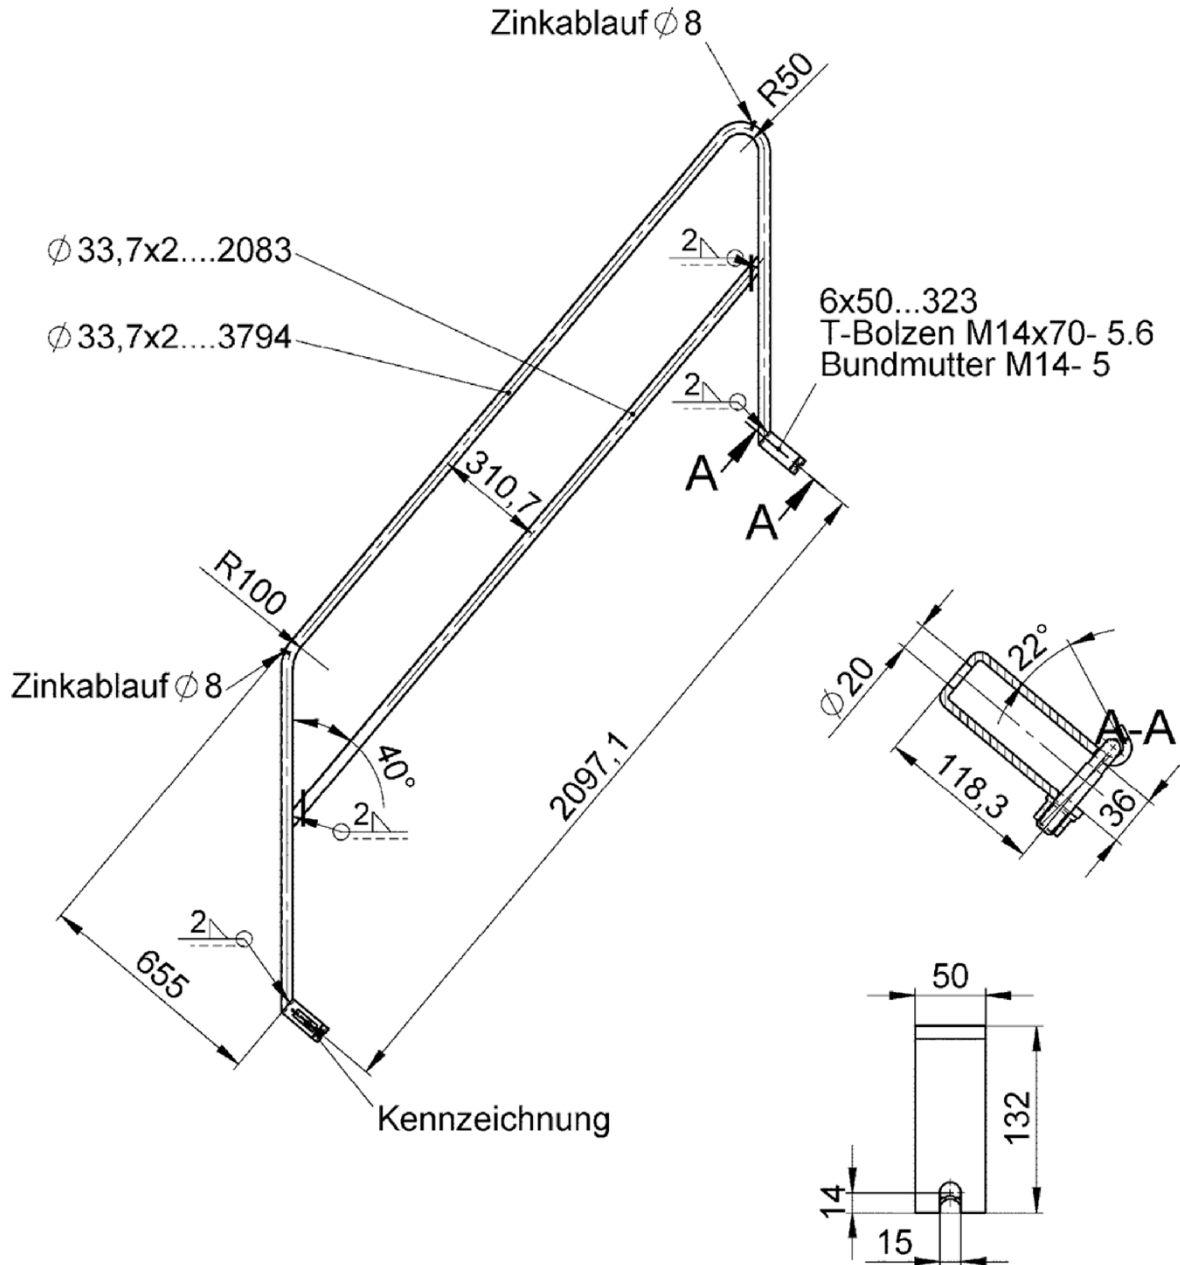 Zinkablauf ∅ 8
R50
∅ 33,7x2....2083
2
6x50...323
T-Bolzen M14x70- 5.6
Bundmutter M14- 5
∅ 33,7x2....3794
2
A
A
310,7
R100
Zinkablauf ∅ 8
40°
2
2097,1
22°
∅ 20
A-A
118,3
36
2
655
Kennzeichnung
50
132
14
15